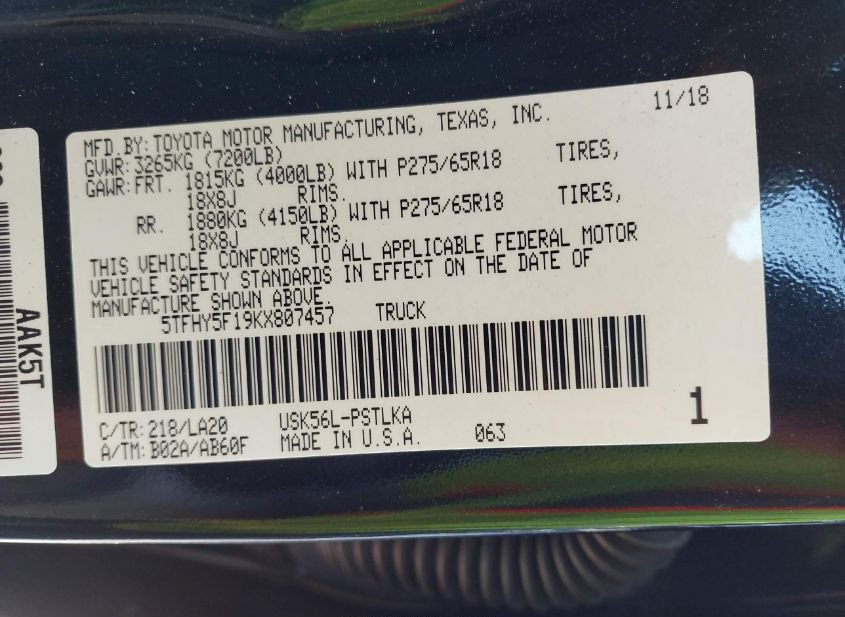 MFD.BY:TOYOTA MOTOR MANUFACTURING, TEXAS, INC. 11/18
GVWR:3265KG (7200LB)
GAWR:FRT. 1815KG (4000LB) WITH P275/65R18 TIRES,
18X8J RIMS.
RR. 1880KG (4150LB) WITH P275/65R18 TIRES,
18X8J RIMS.
THIS VEHICLE CONFORMS TO ALL APPLICABLE FEDERAL MOTOR
VEHICLE SAFETY STANDARDS IN EFFECT ON THE DATE OF
MANUFACTURE SHOWN ABOVE.
5TFHY5F19KX807457 TRUCK
C/TR:218/LA20 USK56L-PSTLKA
A/TM:B02A/AB60F MADE IN U.S.A. 063
1
AAK5T